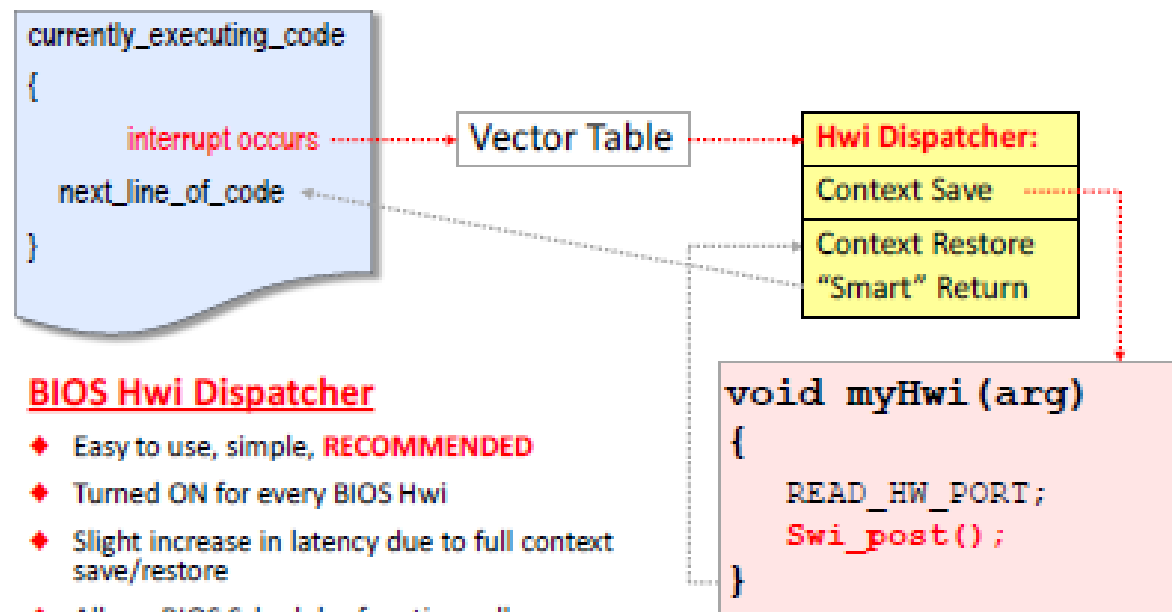 currently_executing_code
{
interrupt occurs
Vector Table
Hwi Dispatcher:
next_line_of_code
Context Save
}
Context Restore
"Smart" Return
BIOS Hwi Dispatcher
Easy to use, simple, RECOMMENDED
Turned ON for every BIOS Hwi
Slight increase in latency due to full context
save/restore
void myHwi(arg)
{
READ_HW_PORT;
Swi_post();
}